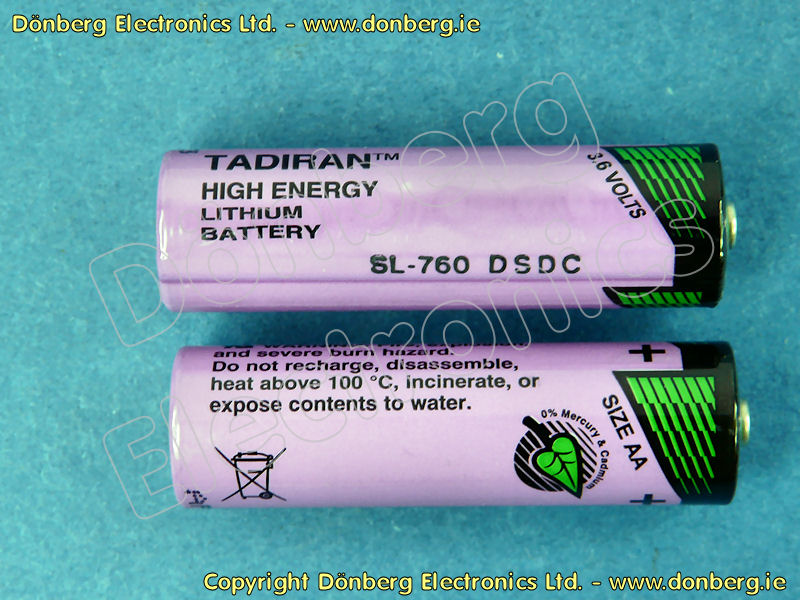 Dönberg Electronics Ltd. - www.donberg.ie
TADIRAN™
HIGH ENERGY
LITHIUM
BATTERY
SL-760 DSDC
3.6 VOLTS
Donberg
Electronics
and severe burn hazard.
Do not recharge, disassemble,
heat above 100 °C, incinerate, or
expose contents to water.
0% Mercury & Cadmium
+
SIZE AA
+
Copyright Dönberg Electronics Ltd. - www.donberg.ie